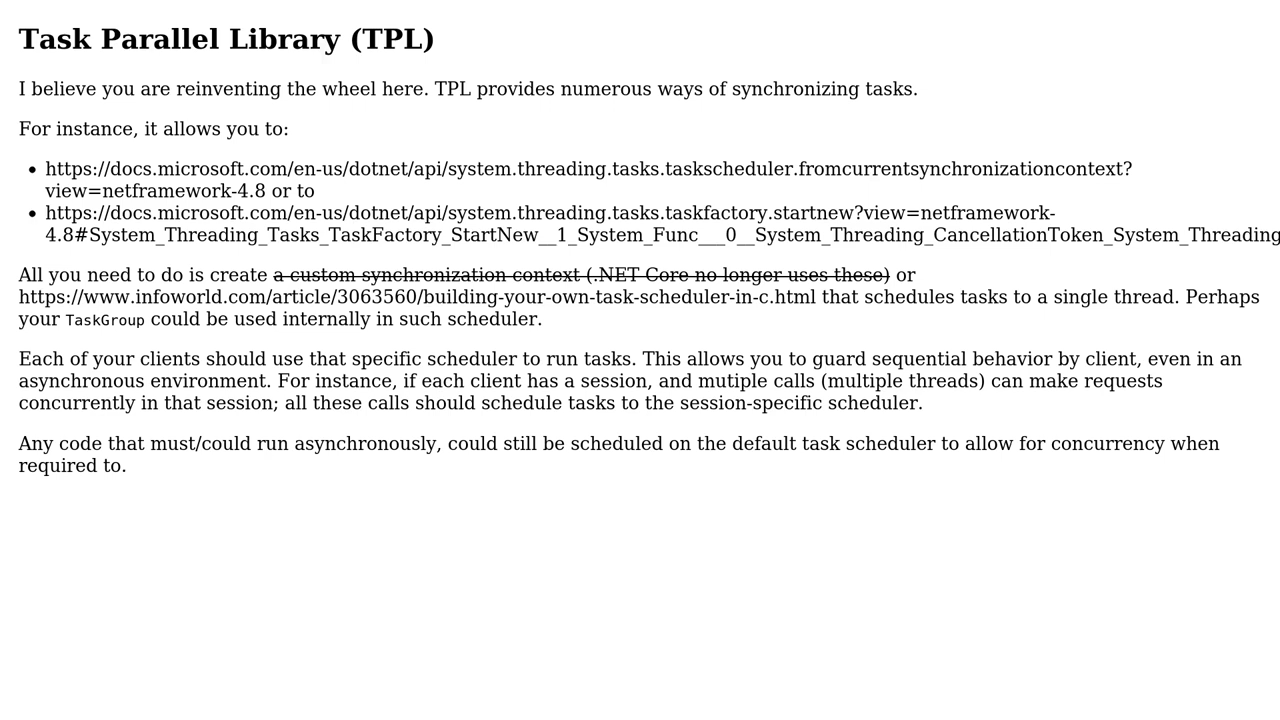 Task Parallel Library (TPL)
I believe you are reinventing the wheel here. TPL provides numerous ways of synchronizing tasks.
For instance, it allows you to:
• https://docs.microsoft.com/en-us/dotnet/api/system.threading.tasks.taskscheduler.fromcurrentsynchronizationcontext?
view=netframework-4.8 or to
• https://docs.microsoft.com/en-us/dotnet/api/system.threading.tasks.taskfactory.startnew?view=netframework-
4.8#System_Threading_Tasks_TaskFactory_StartNew__1_System_Func___0__System_Threading_CancellationToken_System_Threading
All you need to do is create a custom synchronization context (.NET Core no longer uses these) or
https://www.infoworld.com/article/3063560/building-your-own-task-scheduler-in-c.html that schedules tasks to a single thread. Perhaps
your TaskGroup could be used internally in such scheduler.
Each of your clients should use that specific scheduler to run tasks. This allows you to guard sequential behavior by client, even in an
asynchronous environment. For instance, if each client has a session, and mutiple calls (multiple threads) can make requests
concurrently in that session; all these calls should schedule tasks to the session-specific scheduler.
Any code that must/could run asynchronously, could still be scheduled on the default task scheduler to allow for concurrency when
required to.